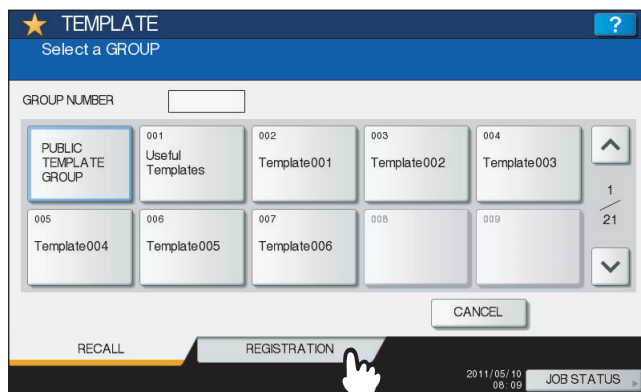 TEMPLATE
?
Select a GROUP
GROUP NUMBER
PUBLIC
TEMPLATE
GROUP
001
Useful
Templates
002
Template001
003
Template002
004
Template003
1
21
005
Template004
006
Template005
007
Template006
008
009
CANCEL
RECALL
REGISTRATION
2011/05/10
08:09
JOB STATUS